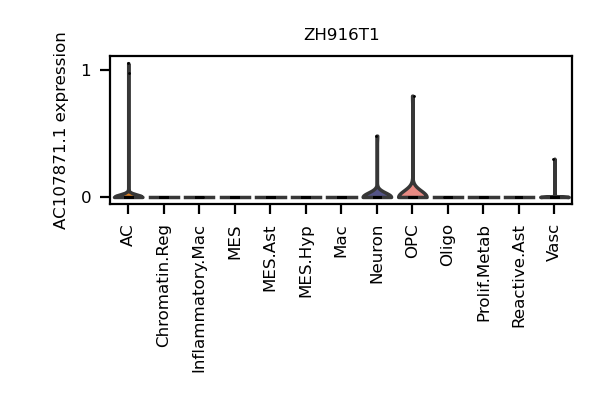 ZH916T1
AC107871.1 expression
1
0
AC
Chromatin.Reg
Inflammatory.Mac
MES
MES.Ast
MES.Hyp
Mac
Neuron
OPC
Oligo
Prolif.Metab
Reactive.Ast
Vasc